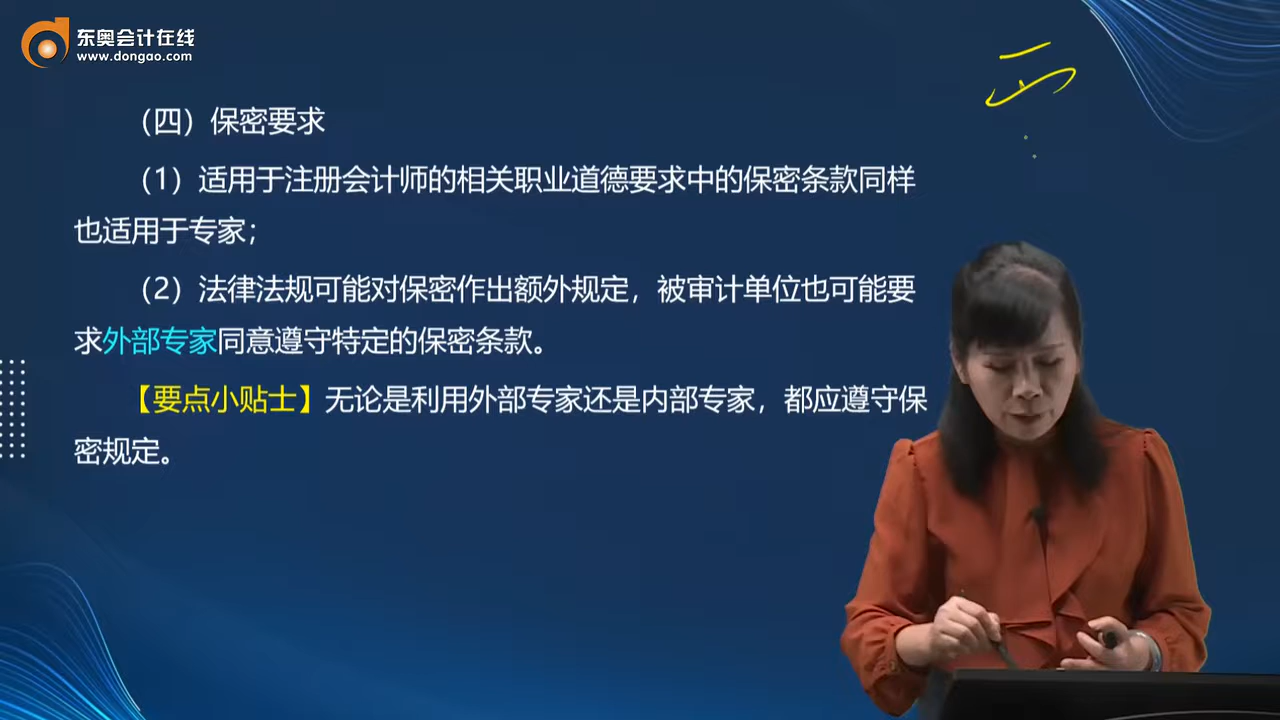 东奥会计在线
www.dongao.com
（四）保密要求
（1）适用于注册会计师的相关职业道德要求中的保密条款同样
也适用于专家；
（2）法律法规可能对保密作出额外规定，被审计单位也可能要
求外部专家同意遵守特定的保密条款。
【要点小贴士】无论是利用外部专家还是内部专家，都应遵守保
密规定。